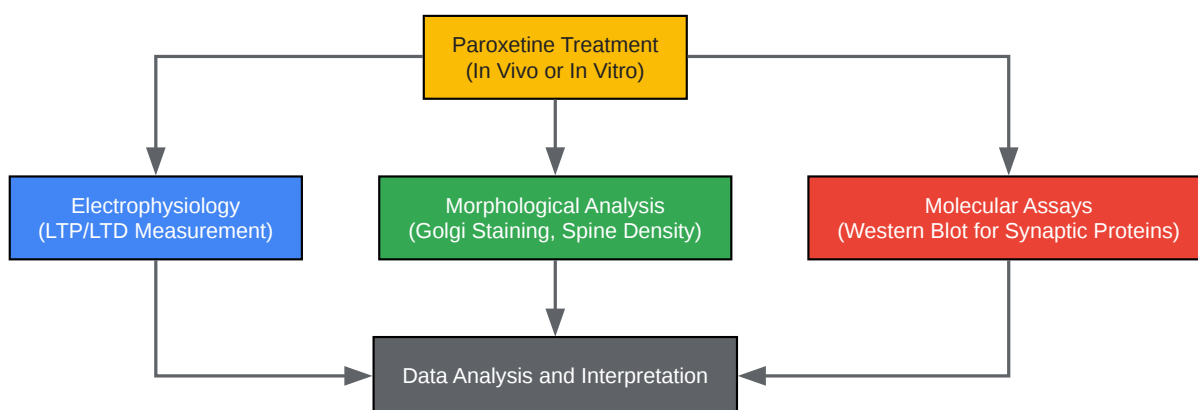 Paroxetine Treatment
(In Vivo or In Vitro)
Electrophysiology
(LTP/LTD Measurement)
Morphological Analysis
(Golgi Staining, Spine Density)
Molecular Assays
(Western Blot for Synaptic Proteins)
Data Analysis and Interpretation